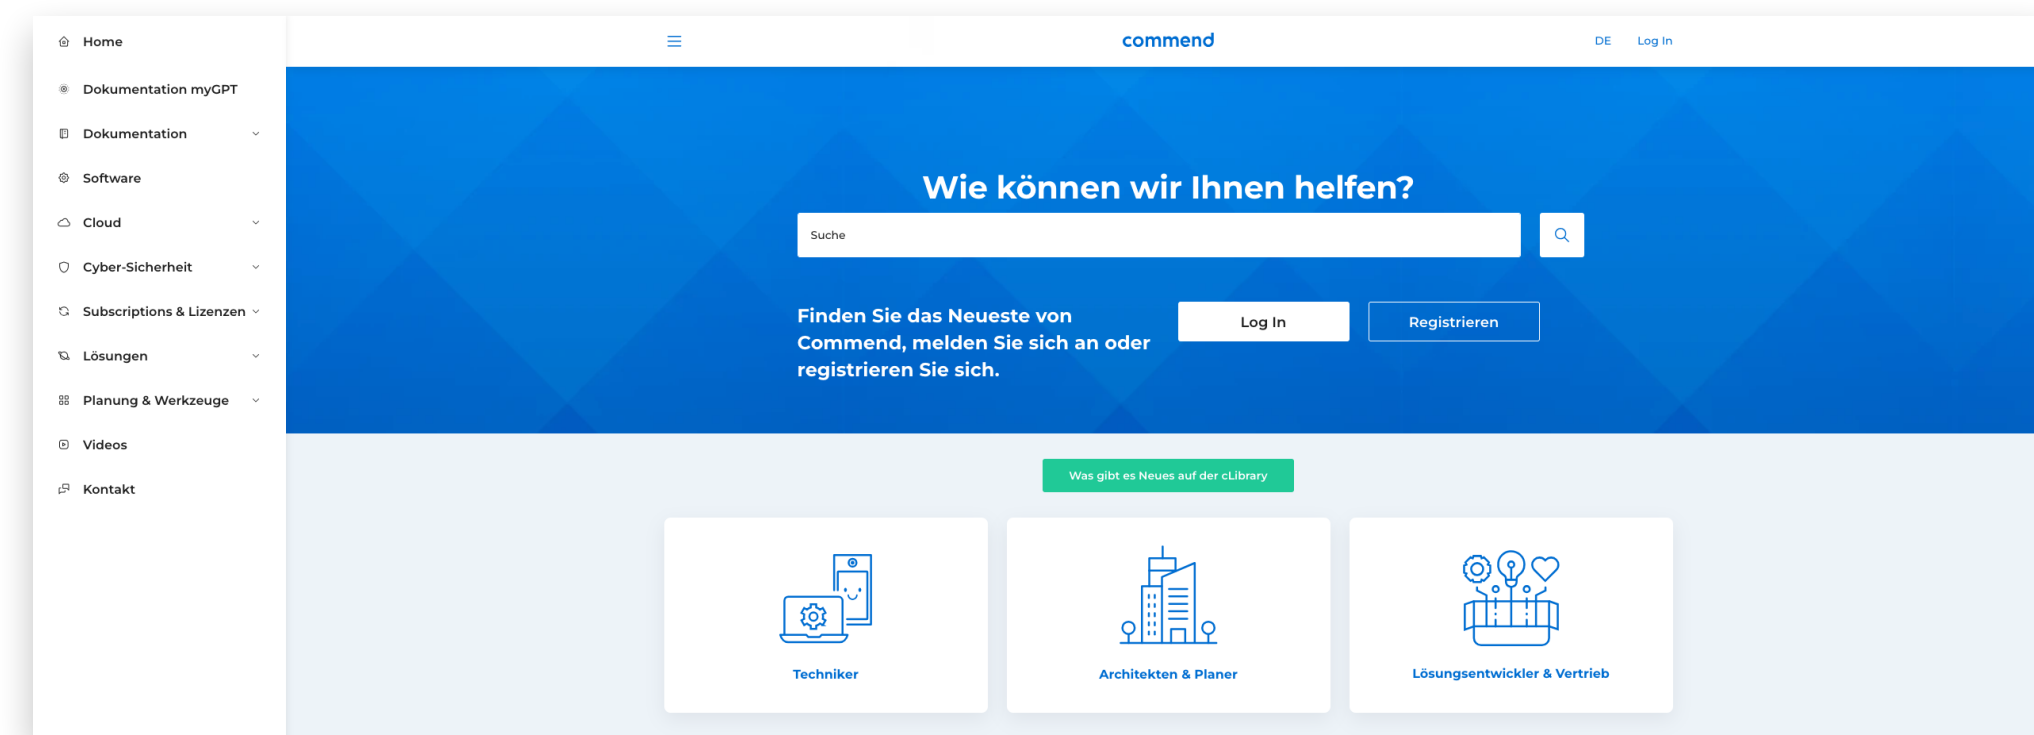 Home
Dokumentation myGPT
Dokumentation
Software
Cloud
Cyber-Sicherheit
Subscriptions & Lizenzen
Lösungen
Planung & Werkzeuge
Videos
Kontakt
commend
DE
Log In
Wie können wir Ihnen helfen?
Suche
Finden Sie das Neueste von
Commend, melden Sie sich an oder
registrieren Sie sich.
Log In
Registrieren
Was gibt es Neues auf der cLibrary
Techniker
Architekten & Planer
Lösungsentwickler & Vertrieb